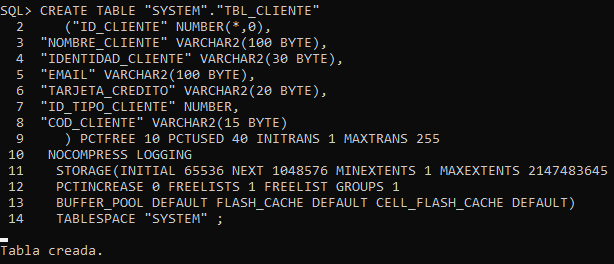 SQL> CREATE TABLE "SYSTEM"."TBL_CLIENTE"
2 ("ID_CLIENTE" NUMBER(*,0),
3 "NOMBRE_CLIENTE" VARCHAR2(100 BYTE),
4 "IDENTIDAD_CLIENTE" VARCHAR2(30 BYTE),
5 "EMAIL" VARCHAR2(100 BYTE),
6 "TARJETA_CREDITO" VARCHAR2(20 BYTE),
7 "ID_TIPO_CLIENTE" NUMBER,
8 "COD_CLIENTE" VARCHAR2(15 BYTE)
9 ) PCTFREE 10 PCTUSED 40 INITRANS 1 MAXTRANS 255
10 NOCOMPRESS LOGGING
11 STORAGE(INITIAL 65536 NEXT 1048576 MINEXTENTS 1 MAXEXTENTS 2147483645
12 PCTINCREASE 0 FREELISTS 1 FREELIST GROUPS 1
13 BUFFER_POOL DEFAULT FLASH_CACHE DEFAULT CELL_FLASH_CACHE DEFAULT)
14 TABLESPACE "SYSTEM" ;
Tabla creada.